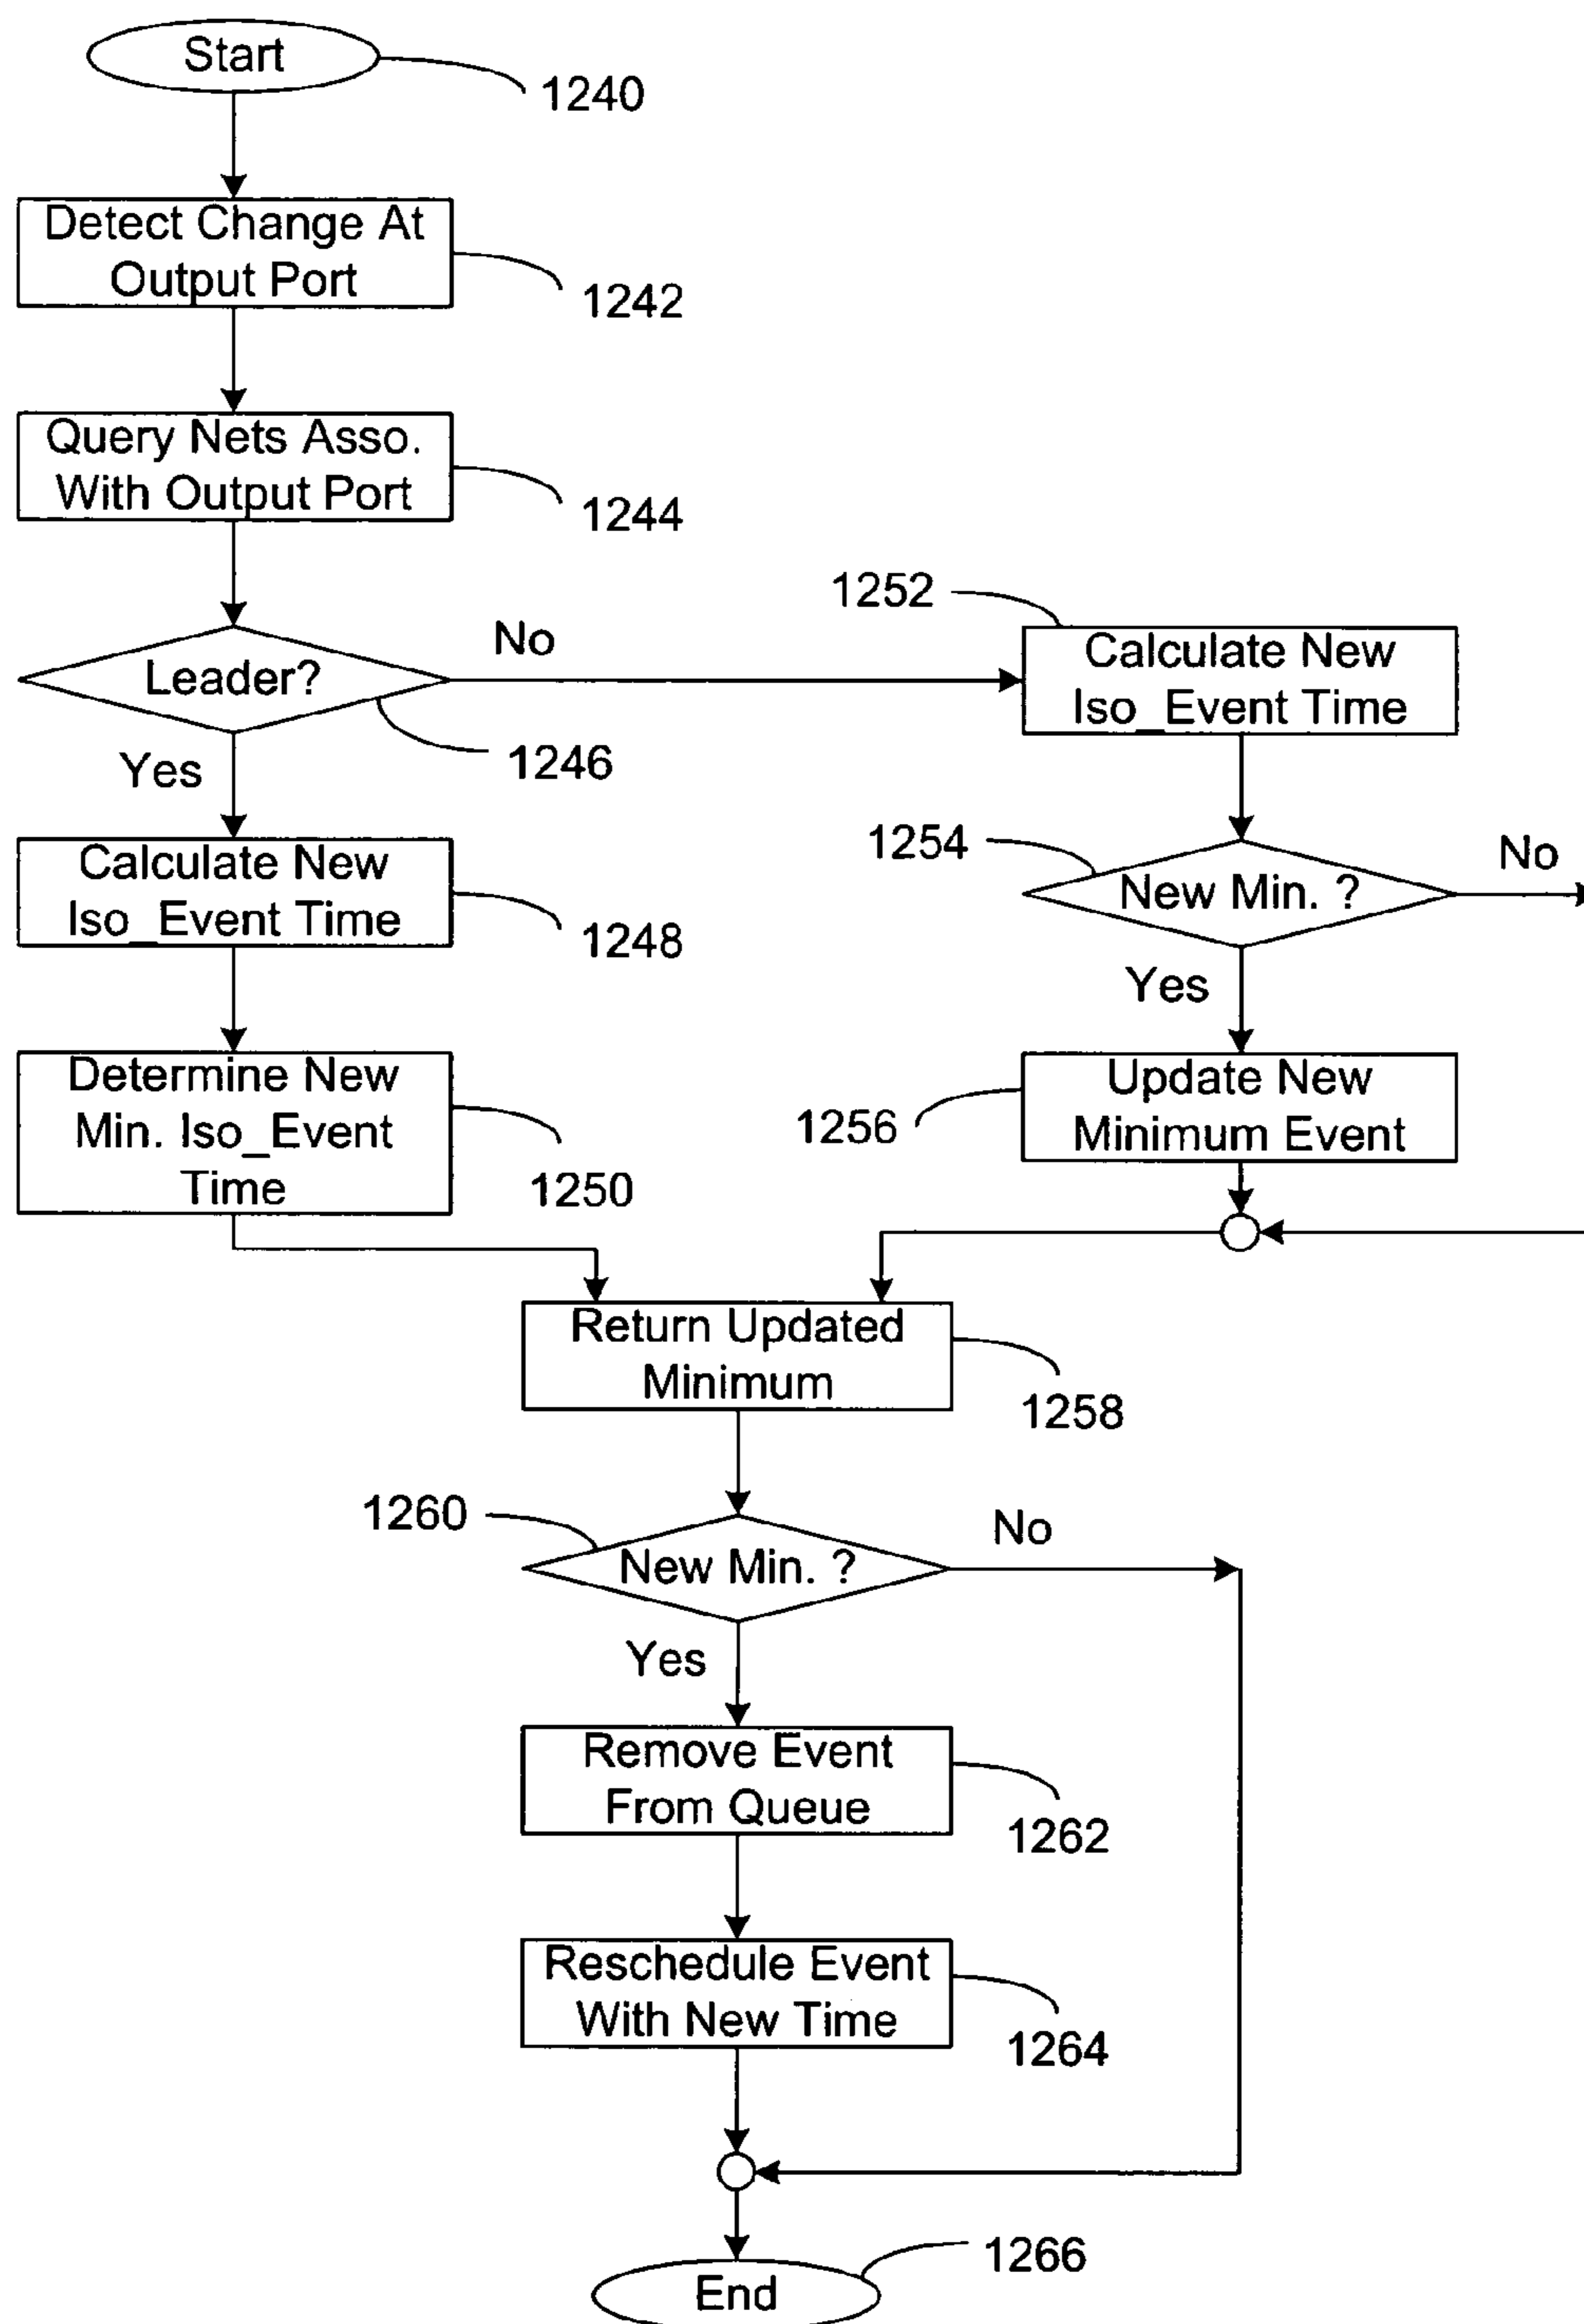 Start
1240
Detect Change At
Output Port
1242
Query Nets Asso.
With Output Port
1244
Leader?
No
1246
Yes
1252
Calculate New
Iso_Event Time
Calculate New
Iso_Event Time
1248
1254
New Min. ?
No
Yes
Determine New
Min. Iso_Event
Time
1250
Update New
Minimum Event
1256
Return Updated
Minimum
1258
1260
New Min. ?
No
Yes
Remove Event
From Queue
1262
Reschedule Event
With New Time
1264
1266
End